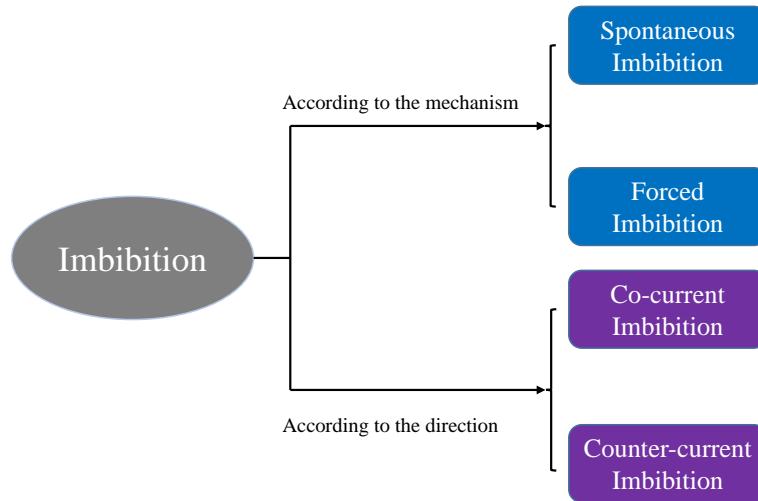 Imbibition
According to the mechanism
Spontaneous
Imbibition
Forced
Imbibition
According to the direction
Co-current
Imbibition
Counter-current
Imbibition